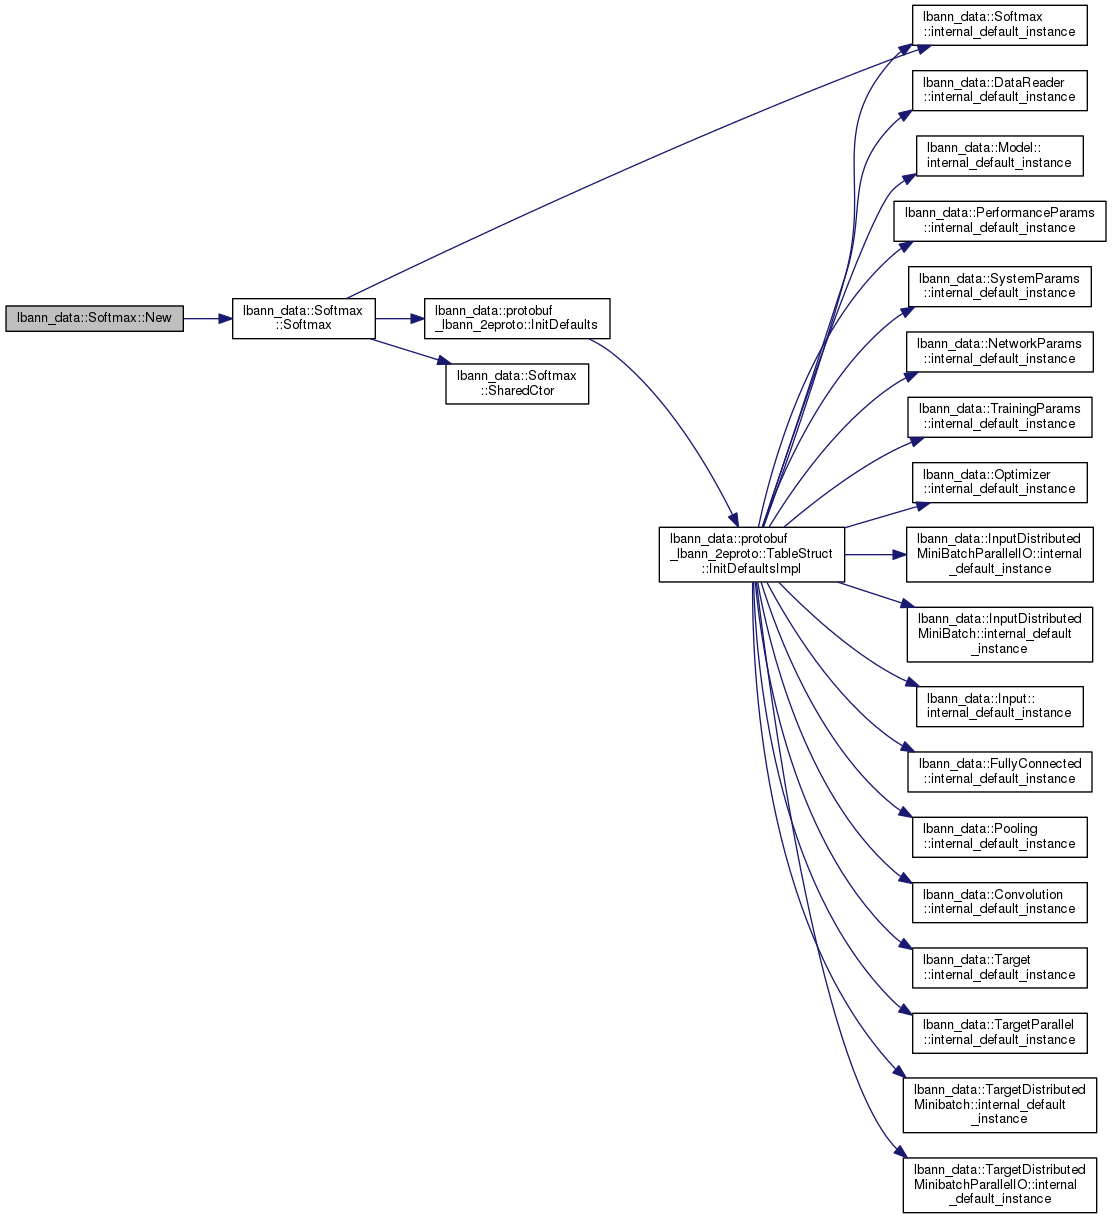 lbann_data::Softmax::New
lbann_data::Softmax
::Softmax
lbann_data::protobuf
_lbann_2eproto::InitDefaults
lbann_data::Softmax
::SharedCtor
lbann_data::protobuf
_lbann_2eproto::TableStruct
::InitDefaultsImpl
lbann_data::Softmax
::internal_default_instance
lbann_data::DataReader
::internal_default_instance
lbann_data::Model::
internal_default_instance
lbann_data::PerformanceParams
::internal_default_instance
lbann_data::SystemParams
::internal_default_instance
lbann_data::NetworkParams
::internal_default_instance
lbann_data::TrainingParams
::internal_default_instance
lbann_data::Optimizer
::internal_default_instance
lbann_data::InputDistributed
MiniBatchParallelIO::internal
_default_instance
lbann_data::InputDistributed
MiniBatch::internal_default
_instance
lbann_data::Input::
internal_default_instance
lbann_data::FullyConnected
::internal_default_instance
lbann_data::Pooling
::internal_default_instance
lbann_data::Convolution
::internal_default_instance
lbann_data::Target
::internal_default_instance
lbann_data::TargetParallel
::internal_default_instance
lbann_data::TargetDistributed
Minibatch::internal_default
_instance
lbann_data::TargetDistributed
MinibatchParallelIO::internal
_default_instance